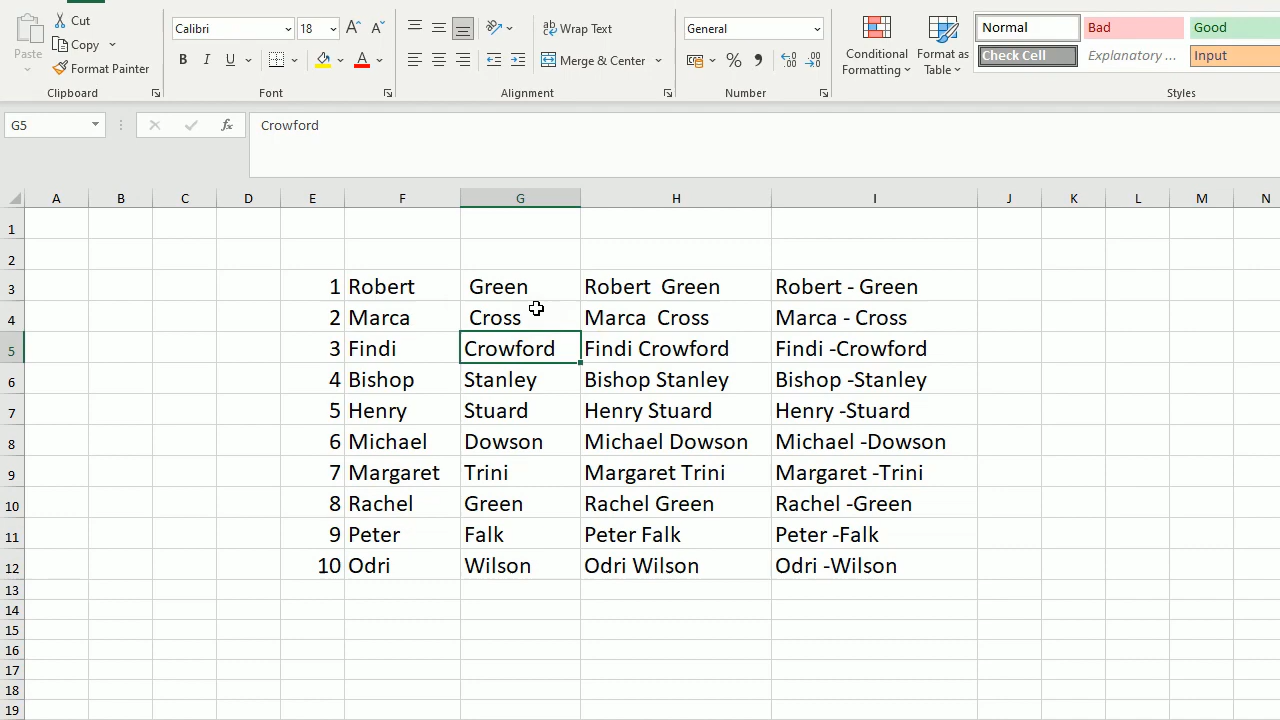 Cut
Calibri 18 A A
Wrap Text
General
Normal Bad Good
Paste
Copy
Format Painter
B I U A
Merge & Center
% 9
Conditional Formatting
Format as Table
Check Cell Explanatory ... Input
Clipboard Font Alignment Number Styles
G5 fx Crowford
A B C D E F G H I J K L M N
1
2
3 1 Robert Green Robert  Green Robert - Green
4 2 Marca Cross Marca  Cross Marca - Cross
5 3 Findi Crowford Findi Crowford Findi -Crowford
6 4 Bishop Stanley Bishop Stanley Bishop -Stanley
7 5 Henry Stuard Henry Stuard Henry -Stuard
8 6 Michael Dowson Michael Dowson Michael -Dowson
9 7 Margaret Trini Margaret Trini Margaret -Trini
10 8 Rachel Green Rachel Green Rachel -Green
11 9 Peter Falk Peter Falk Peter -Falk
12 10 Odri Wilson Odri Wilson Odri -Wilson
13
14
15
16
17
18
19